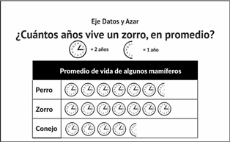 Eje Datos y Azar
¿Cuántos años vive un zorro, en promedio?
= 2 años = 1 año
Promedio de vida de algunos mamíferos
Perro
Zorro
Conejo